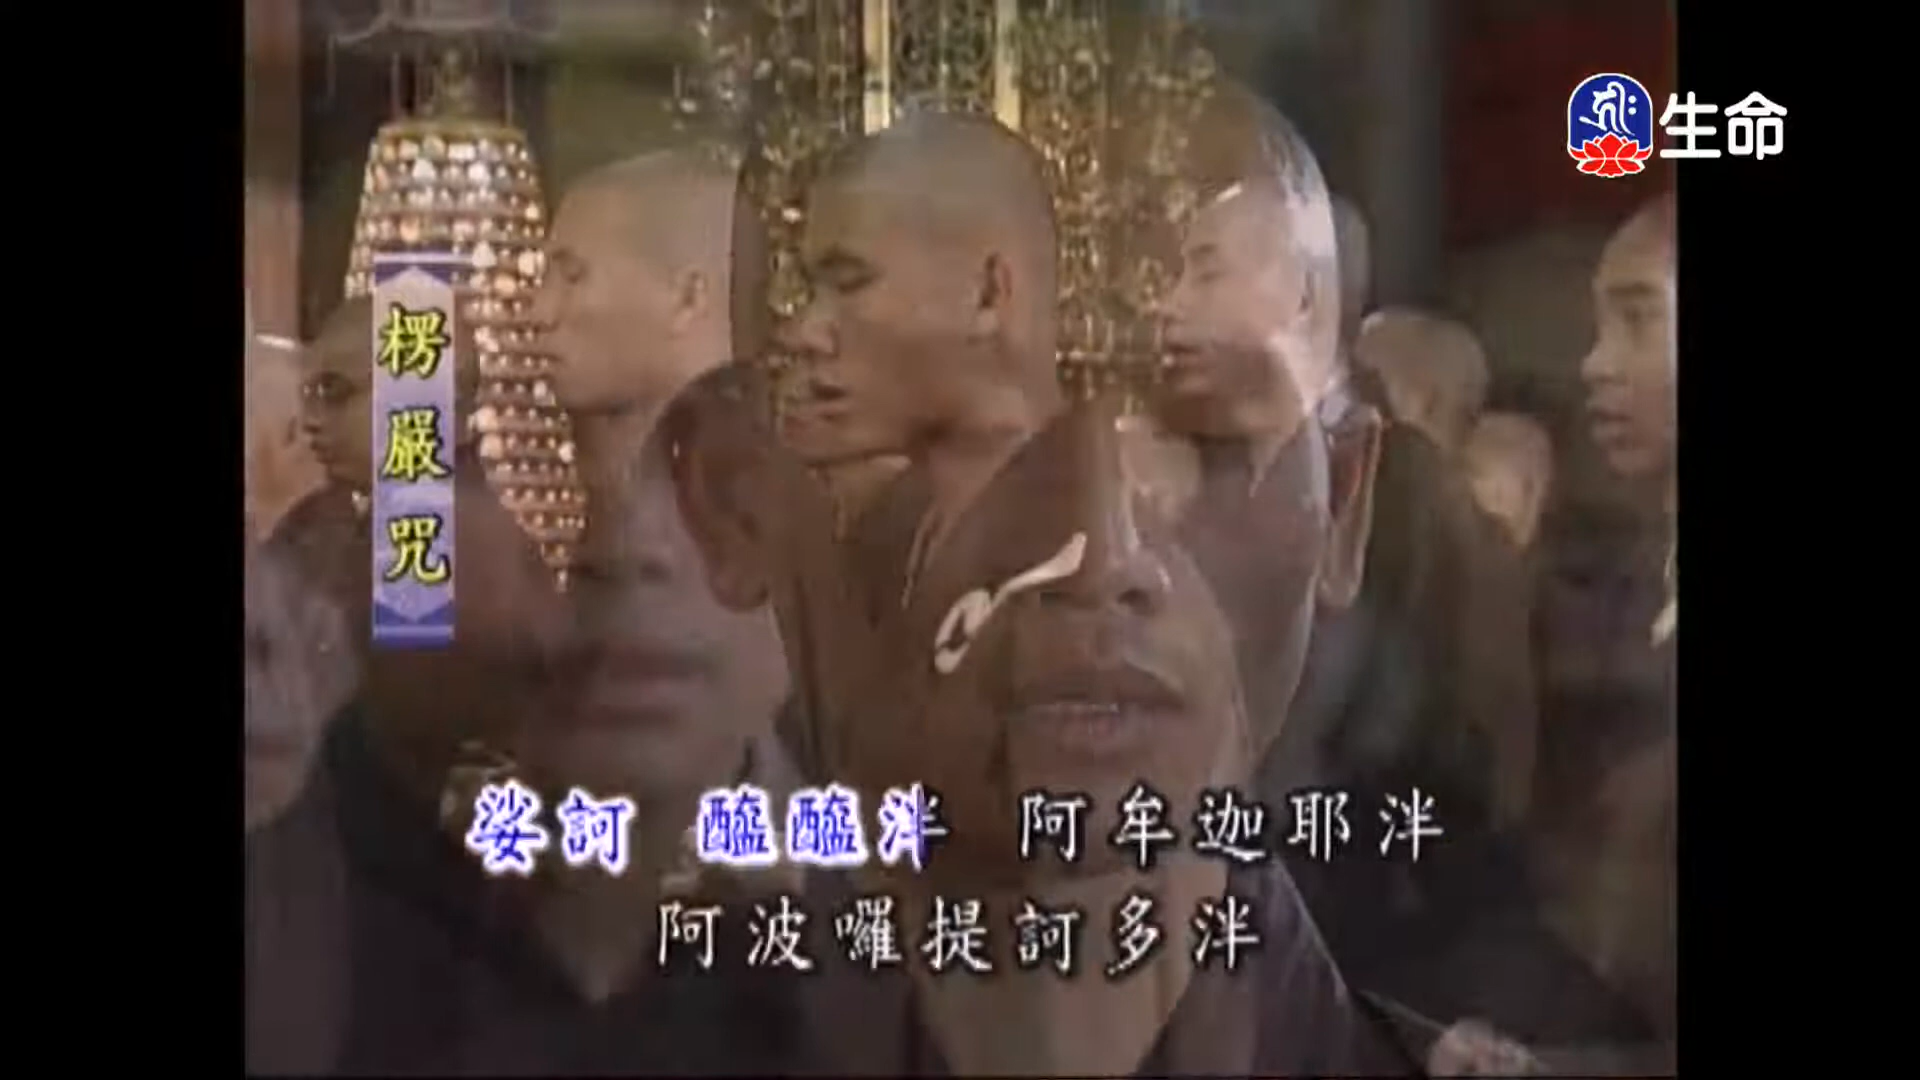 生命
楞嚴咒
娑訶 醯醯泮 阿牟迦耶泮
阿波囉提訶多泮